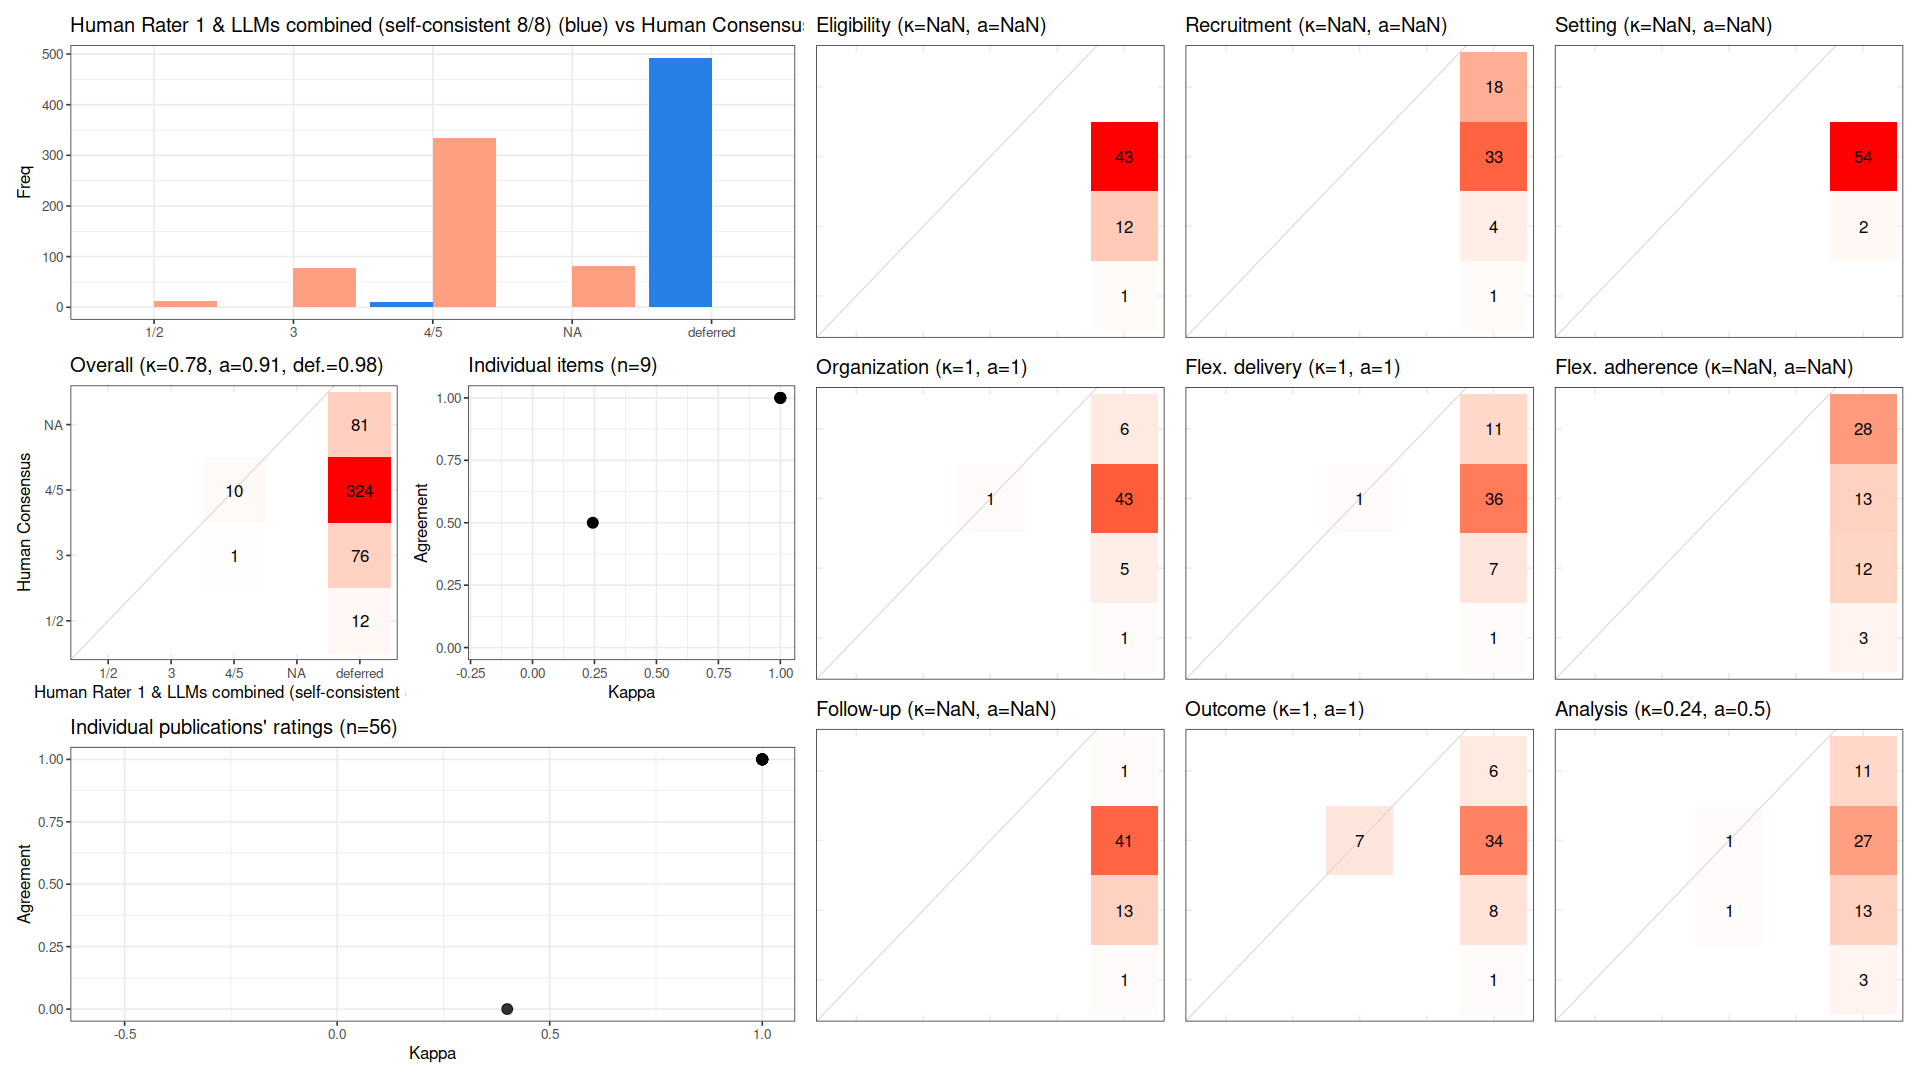 Human Rater 1 & LLMs combined (self-consistent 8/8) (blue) vs Human Consensus
Freq
500
400
300
200
100
0
1/2 3 4/5 NA deferred
Eligibility (κ=NaN, a=NaN)
43
12
1
Recruitment (κ=NaN, a=NaN)
18
33
4
1
Setting (κ=NaN, a=NaN)
54
2
Overall (κ=0.78, a=0.91, def.=0.98)
Human Consensus
NA
4/5
3
1/2
81
10 324
1 76
12
1/2 3 4/5 NA deferred
Human Rater 1 & LLMs combined (self-consistent
Individual items (n=9)
Agreement
1.00
0.75
0.50
0.25
0.00
-0.25 0.00 0.25 0.50 0.75 1.00
Kappa
Organization (κ=1, a=1)
6
1 43
5
1
Flex. delivery (κ=1, a=1)
11
1 36
7
1
Flex. adherence (κ=NaN, a=NaN)
28
13
12
3
Individual publications' ratings (n=56)
Agreement
1.00
0.75
0.50
0.25
0.00
-0.5 0.0 0.5 1.0
Kappa
Follow-up (κ=NaN, a=NaN)
1
41
13
1
Outcome (κ=1, a=1)
6
7 34
8
1
Analysis (κ=0.24, a=0.5)
11
1 27
1 13
3